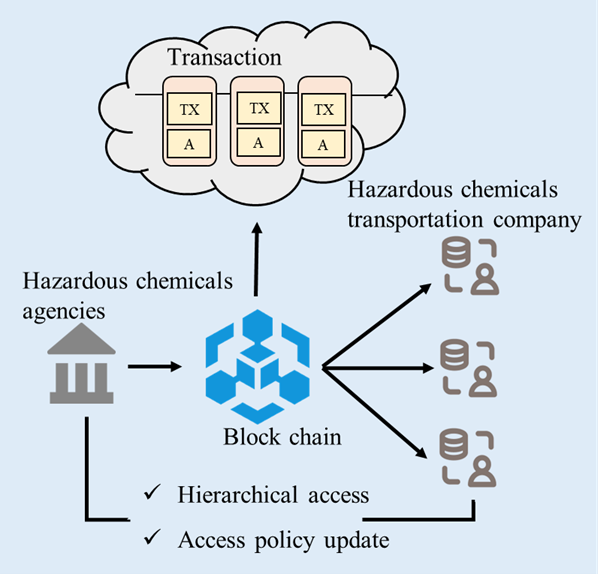 Transaction
TX TX TX
A A A
Hazardous chemicals
transportation company
Hazardous chemicals
agencies
Block chain
✓ Hierarchical access
✓ Access policy update